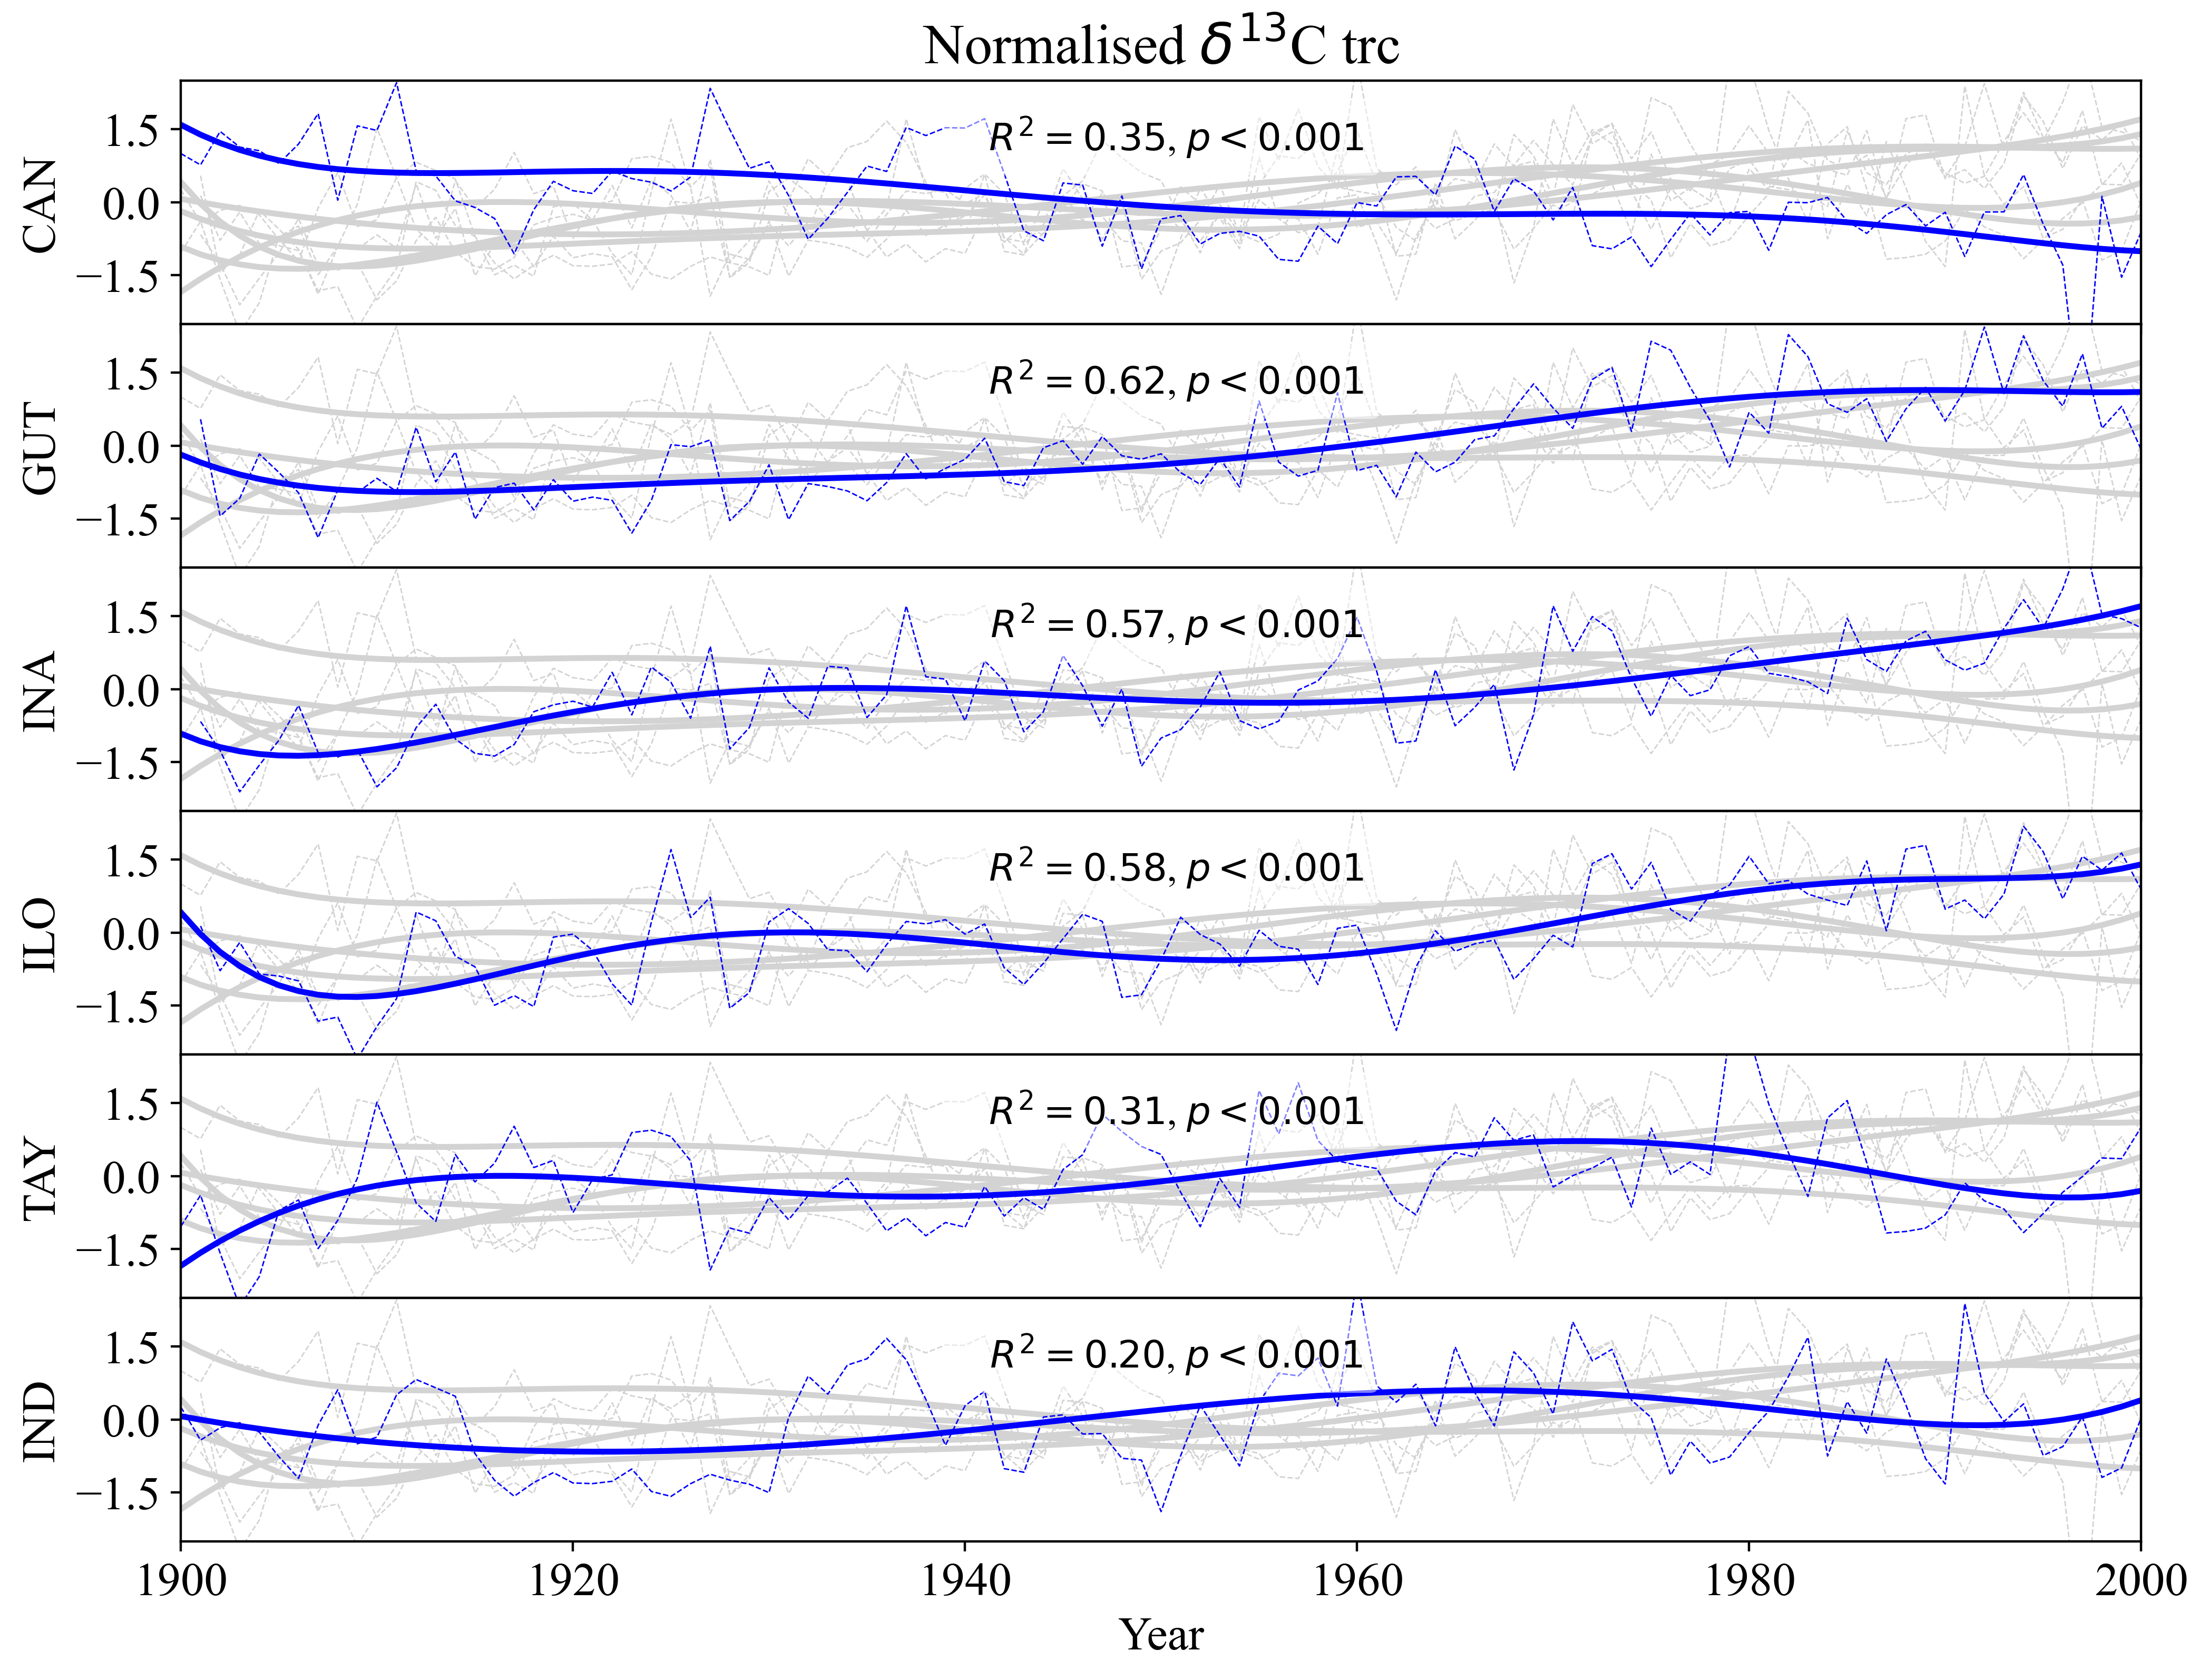 Normalised δ¹³C trc
CAN
1.5
0.0
−1.5
R² = 0.35, p < 0.001
GUT
1.5
0.0
−1.5
R² = 0.62, p < 0.001
INA
1.5
0.0
−1.5
R² = 0.57, p < 0.001
ILO
1.5
0.0
−1.5
R² = 0.58, p < 0.001
TAY
1.5
0.0
−1.5
R² = 0.31, p < 0.001
IND
1.5
0.0
−1.5
R² = 0.20, p < 0.001
1900 1920 1940 1960 1980 2000
Year